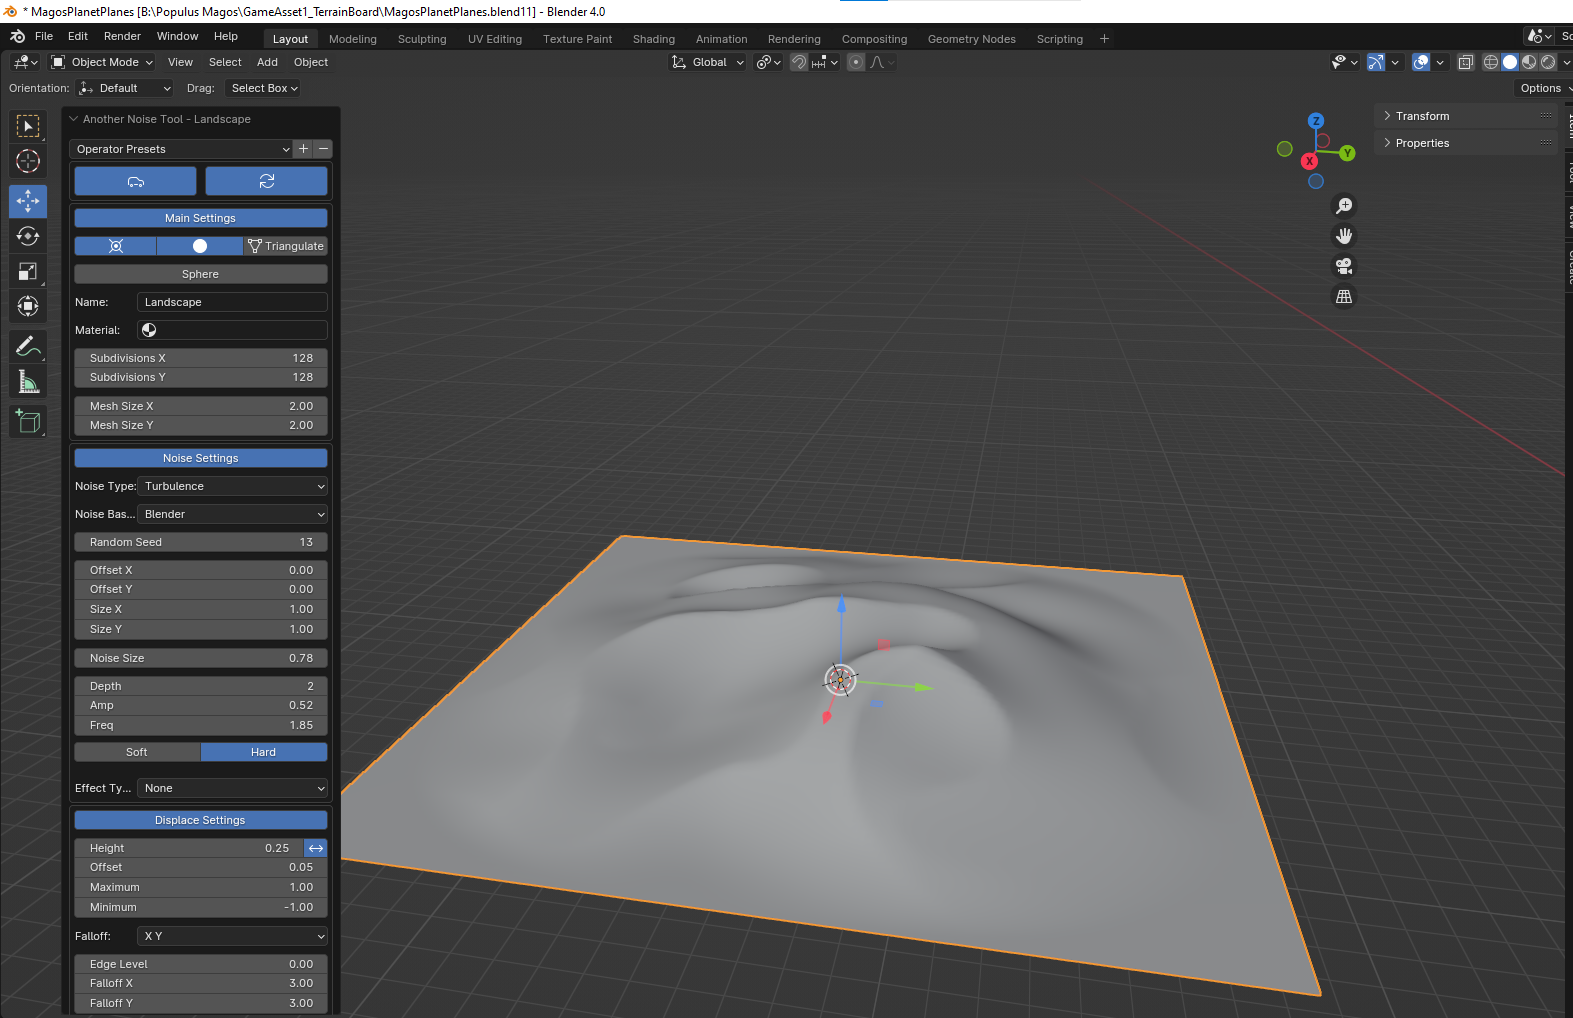 * MagosPlanetPlanes [B:\Populus Magos\GameAsset1_TerrainBoard\MagosPlanetPlanes.blend11] - Blender 4.0
File Edit Render Window Help Layout Modeling Sculpting UV Editing Texture Paint Shading Animation Rendering Compositing Geometry Nodes Scripting +
Object Mode View Select Add Object Global
Orientation: Default Drag: Select Box Options
Another Noise Tool - Landscape
Operator Presets
Main Settings
Triangulate
Sphere
Name: Landscape
Material:
Subdivisions X 128
Subdivisions Y 128
Mesh Size X 2.00
Mesh Size Y 2.00
Noise Settings
Noise Type: Turbulence
Noise Bas... Blender
Random Seed 13
Offset X 0.00
Offset Y 0.00
Size X 1.00
Size Y 1.00
Noise Size 0.78
Depth 2
Amp 0.52
Freq 1.85
Soft Hard
Effect Ty... None
Displace Settings
Height 0.25
Offset 0.05
Maximum 1.00
Minimum -1.00
Falloff: X Y
Edge Level 0.00
Falloff X 3.00
Falloff Y 3.00
Z
Y
X
Transform
Properties